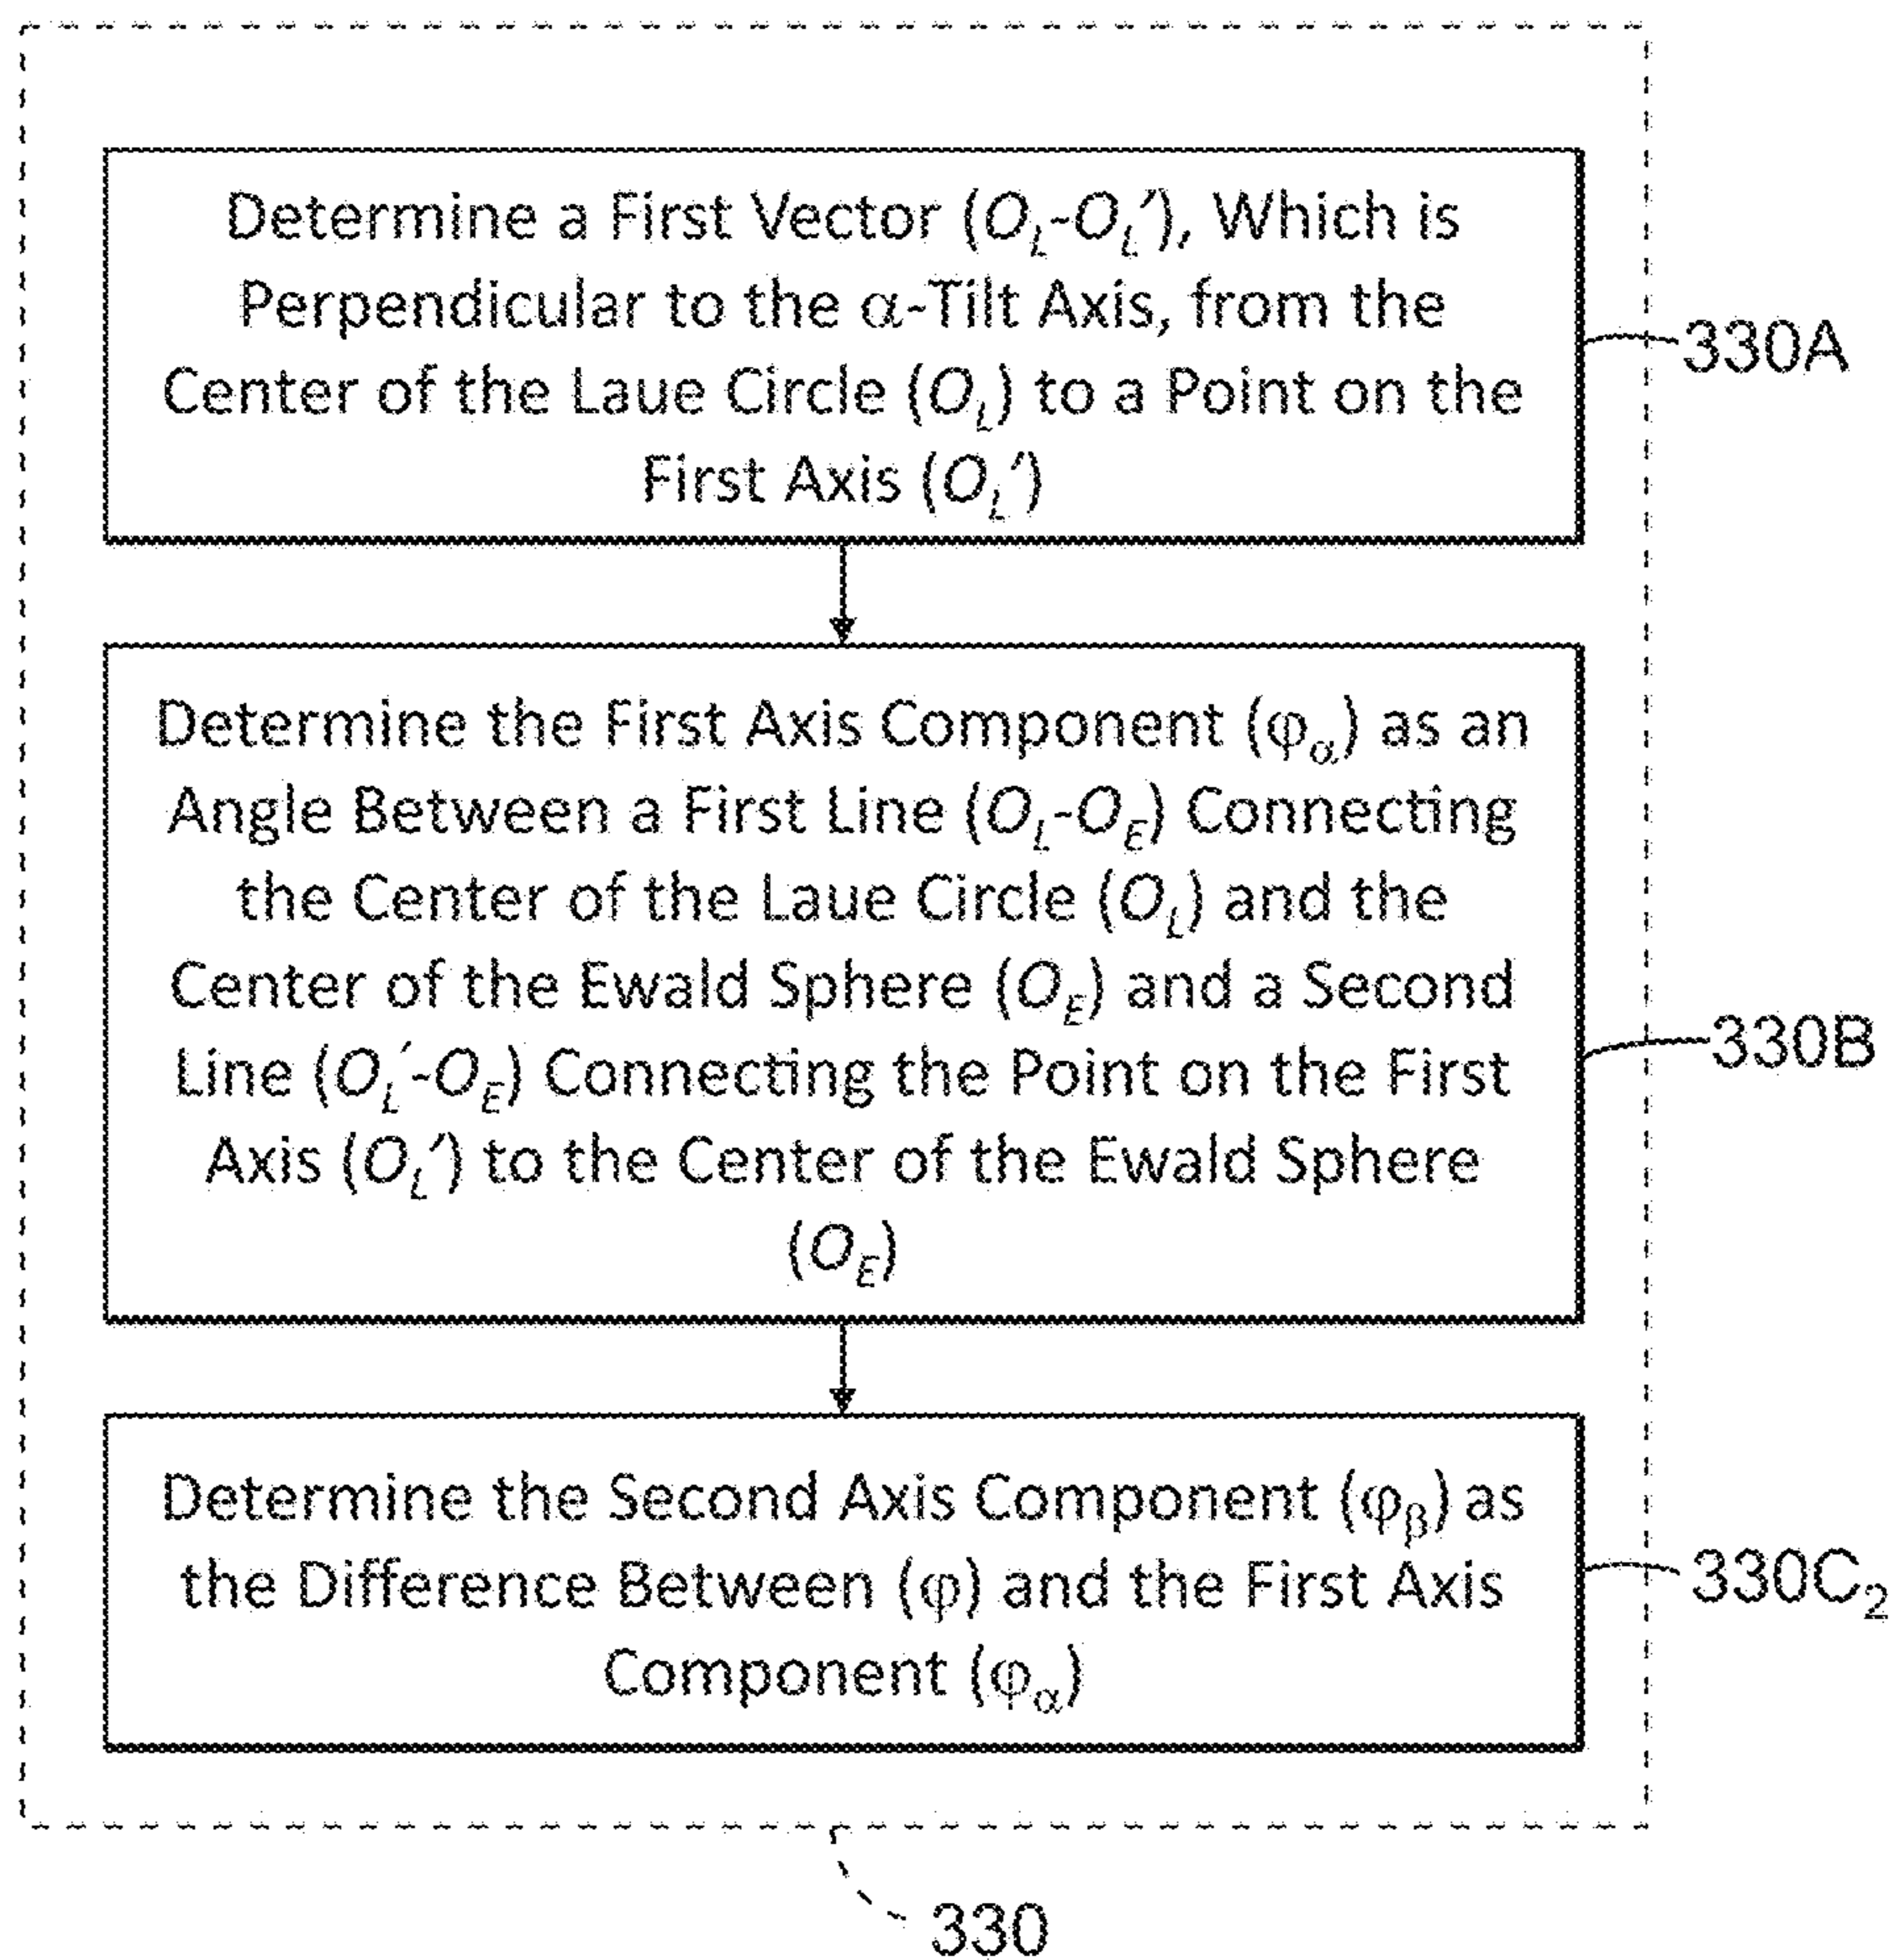 Determine a First Vector (O_L-O_L′), Which is
Perpendicular to the α-Tilt Axis, from the
Center of the Laue Circle (O_L) to a Point on the
First Axis (O_L′)
330A
Determine the First Axis Component (φ_α) as an
Angle Between a First Line (O_L-O_E) Connecting
the Center of the Laue Circle (O_L) and the
Center of the Ewald Sphere (O_E) and a Second
Line (O_L′-O_E) Connecting the Point on the First
Axis (O_L′) to the Center of the Ewald Sphere
(O_E)
330B
Determine the Second Axis Component (φ_β) as
the Difference Between (φ) and the First Axis
Component (φ_α)
330C₂
330